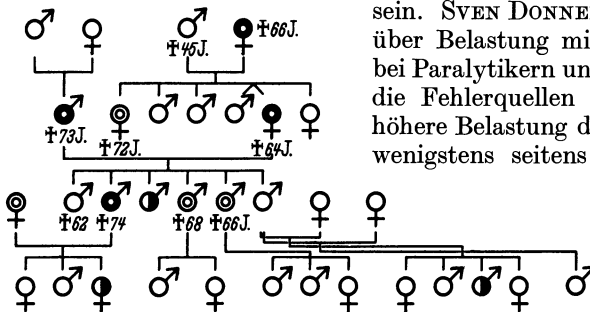 ✝45J. ✝66J.
✝73J. ✝72J. ✝64J.
✝62 ✝74 ✝68 ✝66J.
sein. SVEN DONNE
über Belastung mi
bei Paralytikern un
die Fehlerquellen
höhere Belastung d
wenigstens seitens